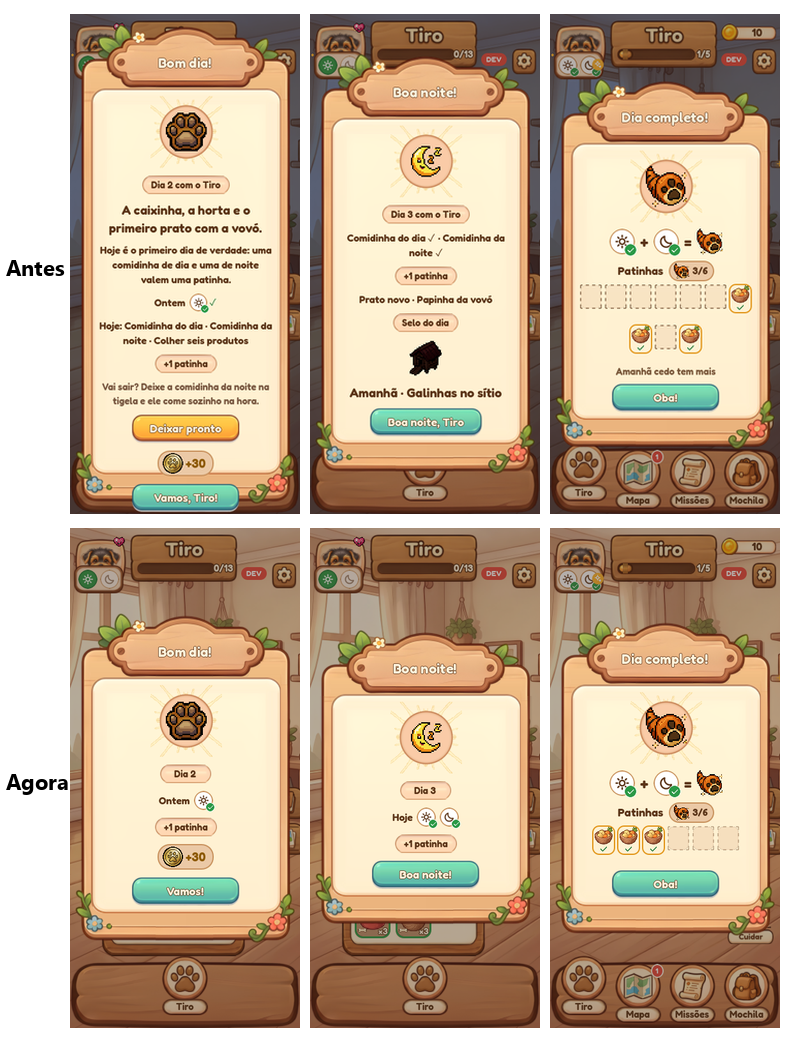 Antes
Bom dia!
Dia 2 com o Tiro
A caixinha, a horta e o
primeiro prato com a vovó.
Hoje é o primeiro dia de verdade: uma
comidinha de dia e uma de noite
valem uma patinha.
Ontem ✓
Hoje: Comidinha do dia · Comidinha da
noite · Colher seis produtos
+1 patinha
Vai sair? Deixe a comidinha da noite na
tigela e ele come sozinho na hora.
Deixar pronto
+30
Vamos, Tiro!
Tiro
0/13
DEV
Boa noite!
Dia 3 com o Tiro
Comidinha do dia ✓ · Comidinha da
noite ✓
+1 patinha
Prato novo · Papinha da vovó
Selo do dia
Amanhã · Galinhas no sítio
Boa noite, Tiro
Tiro
Tiro
10
1/5
DEV
Dia completo!
+ =
Patinhas 3/6
Amanhã cedo tem mais
Oba!
1
Tiro
Mapa
Missões
Mochila
Agora
Tiro
0/13
DEV
Bom dia!
Dia 2
Ontem
+1 patinha
+30
Vamos!
Tiro
Tiro
0/13
DEV
Boa noite!
Dia 3
Hoje
+1 patinha
Boa noite!
x3
x3
Tiro
Tiro
10
1/5
DEV
Dia completo!
+ =
Patinhas 3/6
Oba!
Cuidar
1
Tiro
Mapa
Missões
Mochila